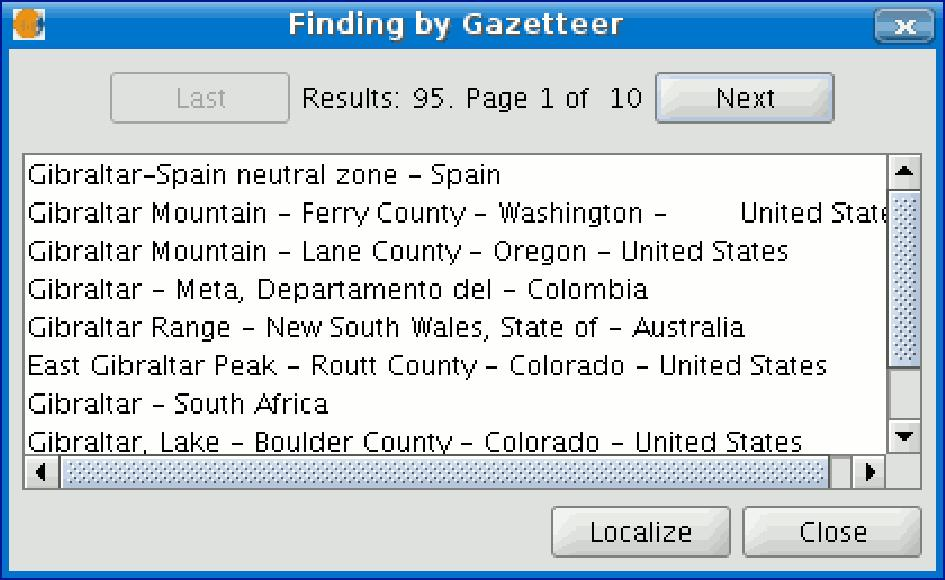 Finding by Gazetteer
Last Results: 95. Page 1 of 10 Next
Gibraltar-Spain neutral zone - Spain
Gibraltar Mountain - Ferry County - Washington - United State
Gibraltar Mountain - Lane County - Oregon - United States
Gibraltar - Meta, Departamento del - Colombia
Gibraltar Range - New South Wales, State of - Australia
East Gibraltar Peak - Routt County - Colorado - United States
Gibraltar - South Africa
Gibraltar, Lake - Boulder County - Colorado - United States
Localize Close